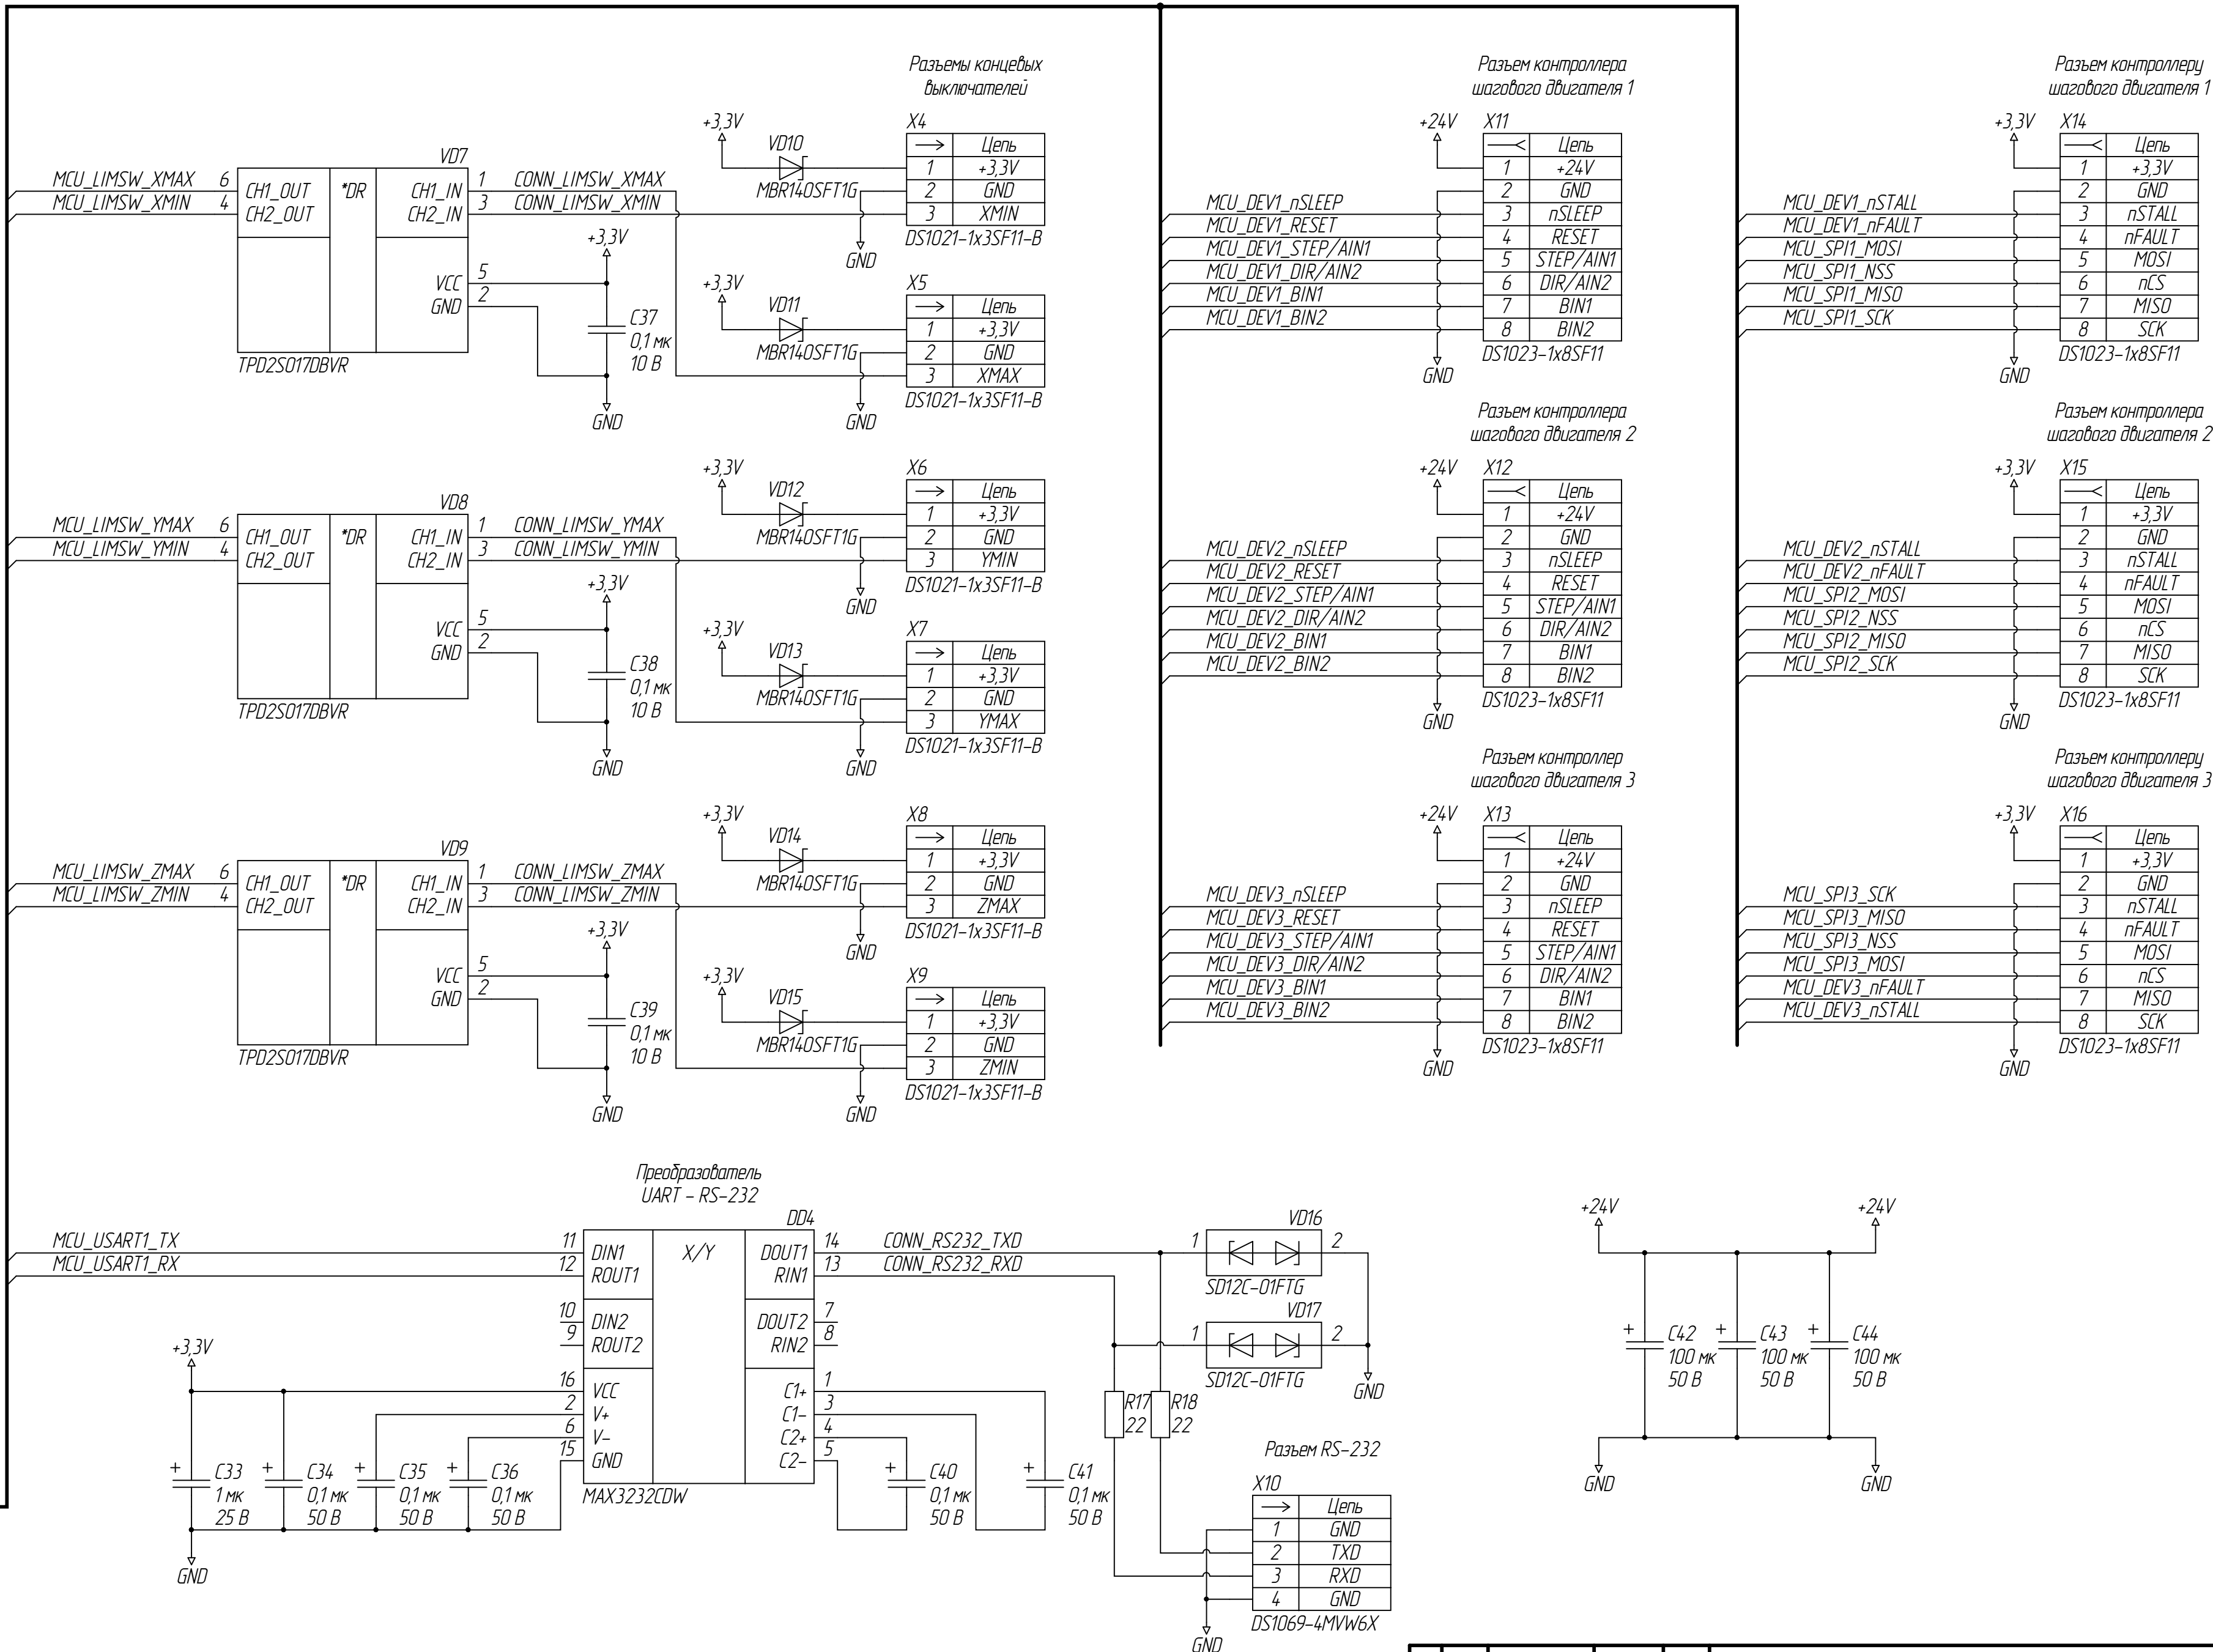 Разъемы концевых
выключателей
VD7
MCU_LIMSW_XMAX 6 CH1_OUT *DR CH1_IN 1 CONN_LIMSW_XMAX
MCU_LIMSW_XMIN 4 CH2_OUT CH2_IN 3 CONN_LIMSW_XMIN
VCC 5
GND 2
TPD2S017DBVR
+3,3V
C37
0,1 мк
10 В
GND
+3,3V
VD10
MBR140SFT1G
GND
X4
Цепь
1 +3,3V
2 GND
3 XMIN
DS1021-1x3SF11-B
+3,3V
VD11
MBR140SFT1G
GND
X5
Цепь
1 +3,3V
2 GND
3 XMAX
DS1021-1x3SF11-B
VD8
MCU_LIMSW_YMAX 6 CH1_OUT *DR CH1_IN 1 CONN_LIMSW_YMAX
MCU_LIMSW_YMIN 4 CH2_OUT CH2_IN 3 CONN_LIMSW_YMIN
VCC 5
GND 2
TPD2S017DBVR
+3,3V
C38
0,1 мк
10 В
GND
+3,3V
VD12
MBR140SFT1G
GND
X6
Цепь
1 +3,3V
2 GND
3 YMIN
DS1021-1x3SF11-B
+3,3V
VD13
MBR140SFT1G
GND
X7
Цепь
1 +3,3V
2 GND
3 YMAX
DS1021-1x3SF11-B
VD9
MCU_LIMSW_ZMAX 6 CH1_OUT *DR CH1_IN 1 CONN_LIMSW_ZMAX
MCU_LIMSW_ZMIN 4 CH2_OUT CH2_IN 3 CONN_LIMSW_ZMIN
VCC 5
GND 2
TPD2S017DBVR
+3,3V
C39
0,1 мк
10 В
GND
+3,3V
VD14
MBR140SFT1G
GND
X8
Цепь
1 +3,3V
2 GND
3 ZMAX
DS1021-1x3SF11-B
+3,3V
VD15
MBR140SFT1G
GND
X9
Цепь
1 +3,3V
2 GND
3 ZMIN
DS1021-1x3SF11-B
Разъем контроллера
шагового двигателя 1
+24V
X11
Цепь
1 +24V
2 GND
MCU_DEV1_nSLEEP 3 nSLEEP
MCU_DEV1_RESET 4 RESET
MCU_DEV1_STEP/AIN1 5 STEP/AIN1
MCU_DEV1_DIR/AIN2 6 DIR/AIN2
MCU_DEV1_BIN1 7 BIN1
MCU_DEV1_BIN2 8 BIN2
DS1023-1x8SF11
GND
Разъем контроллера
шагового двигателя 2
+24V
X12
Цепь
1 +24V
2 GND
MCU_DEV2_nSLEEP 3 nSLEEP
MCU_DEV2_RESET 4 RESET
MCU_DEV2_STEP/AIN1 5 STEP/AIN1
MCU_DEV2_DIR/AIN2 6 DIR/AIN2
MCU_DEV2_BIN1 7 BIN1
MCU_DEV2_BIN2 8 BIN2
DS1023-1x8SF11
GND
Разъем контроллер
шагового двигателя 3
+24V
X13
Цепь
1 +24V
2 GND
MCU_DEV3_nSLEEP 3 nSLEEP
MCU_DEV3_RESET 4 RESET
MCU_DEV3_STEP/AIN1 5 STEP/AIN1
MCU_DEV3_DIR/AIN2 6 DIR/AIN2
MCU_DEV3_BIN1 7 BIN1
MCU_DEV3_BIN2 8 BIN2
DS1023-1x8SF11
GND
Разъем контроллеру
шагового двигателя 1
+3,3V
X14
Цепь
1 +3,3V
2 GND
MCU_DEV1_nSTALL 3 nSTALL
MCU_DEV1_nFAULT 4 nFAULT
MCU_SPI1_MOSI 5 MOSI
MCU_SPI1_NSS 6 nCS
MCU_SPI1_MISO 7 MISO
MCU_SPI1_SCK 8 SCK
DS1023-1x8SF11
GND
Разъем контроллера
шагового двигателя 2
+3,3V
X15
Цепь
1 +3,3V
2 GND
MCU_DEV2_nSTALL 3 nSTALL
MCU_DEV2_nFAULT 4 nFAULT
MCU_SPI2_MOSI 5 MOSI
MCU_SPI2_NSS 6 nCS
MCU_SPI2_MISO 7 MISO
MCU_SPI2_SCK 8 SCK
DS1023-1x8SF11
GND
Разъем контроллеру
шагового двигателя 3
+3,3V
X16
Цепь
1 +3,3V
2 GND
MCU_SPI3_SCK 3 nSTALL
MCU_SPI3_MISO 4 nFAULT
MCU_SPI3_NSS 5 MOSI
MCU_SPI3_MOSI 6 nCS
MCU_DEV3_nFAULT 7 MISO
MCU_DEV3_nSTALL 8 SCK
DS1023-1x8SF11
GND
Преобразователь
UART - RS-232
DD4
MCU_USART1_TX 11 DIN1 X/Y DOUT1 14 CONN_RS232_TXD
MCU_USART1_RX 12 ROUT1 RIN1 13 CONN_RS232_RXD
10 DIN2 DOUT2 7
9 ROUT2 RIN2 8
16 VCC C1+ 1
2 V+ C1- 3
6 V- C2+ 4
15 GND C2- 5
MAX3232CDW
+3,3V
+ C33
1 мк
25 В
+ C34
0,1 мк
50 В
+ C35
0,1 мк
50 В
+ C36
0,1 мк
50 В
GND
+ C40
0,1 мк
50 В
+ C41
0,1 мк
50 В
VD16
1 2
SD12C-01FTG
VD17
1 2
SD12C-01FTG
GND
R17
22
R18
22
Разъем RS-232
X10
Цепь
1 GND
2 TXD
3 RXD
4 GND
DS1069-4MVW6X
GND
+24V +24V
+ C42
100 мк
50 В
+ C43
100 мк
50 В
+ C44
100 мк
50 В
GND GND